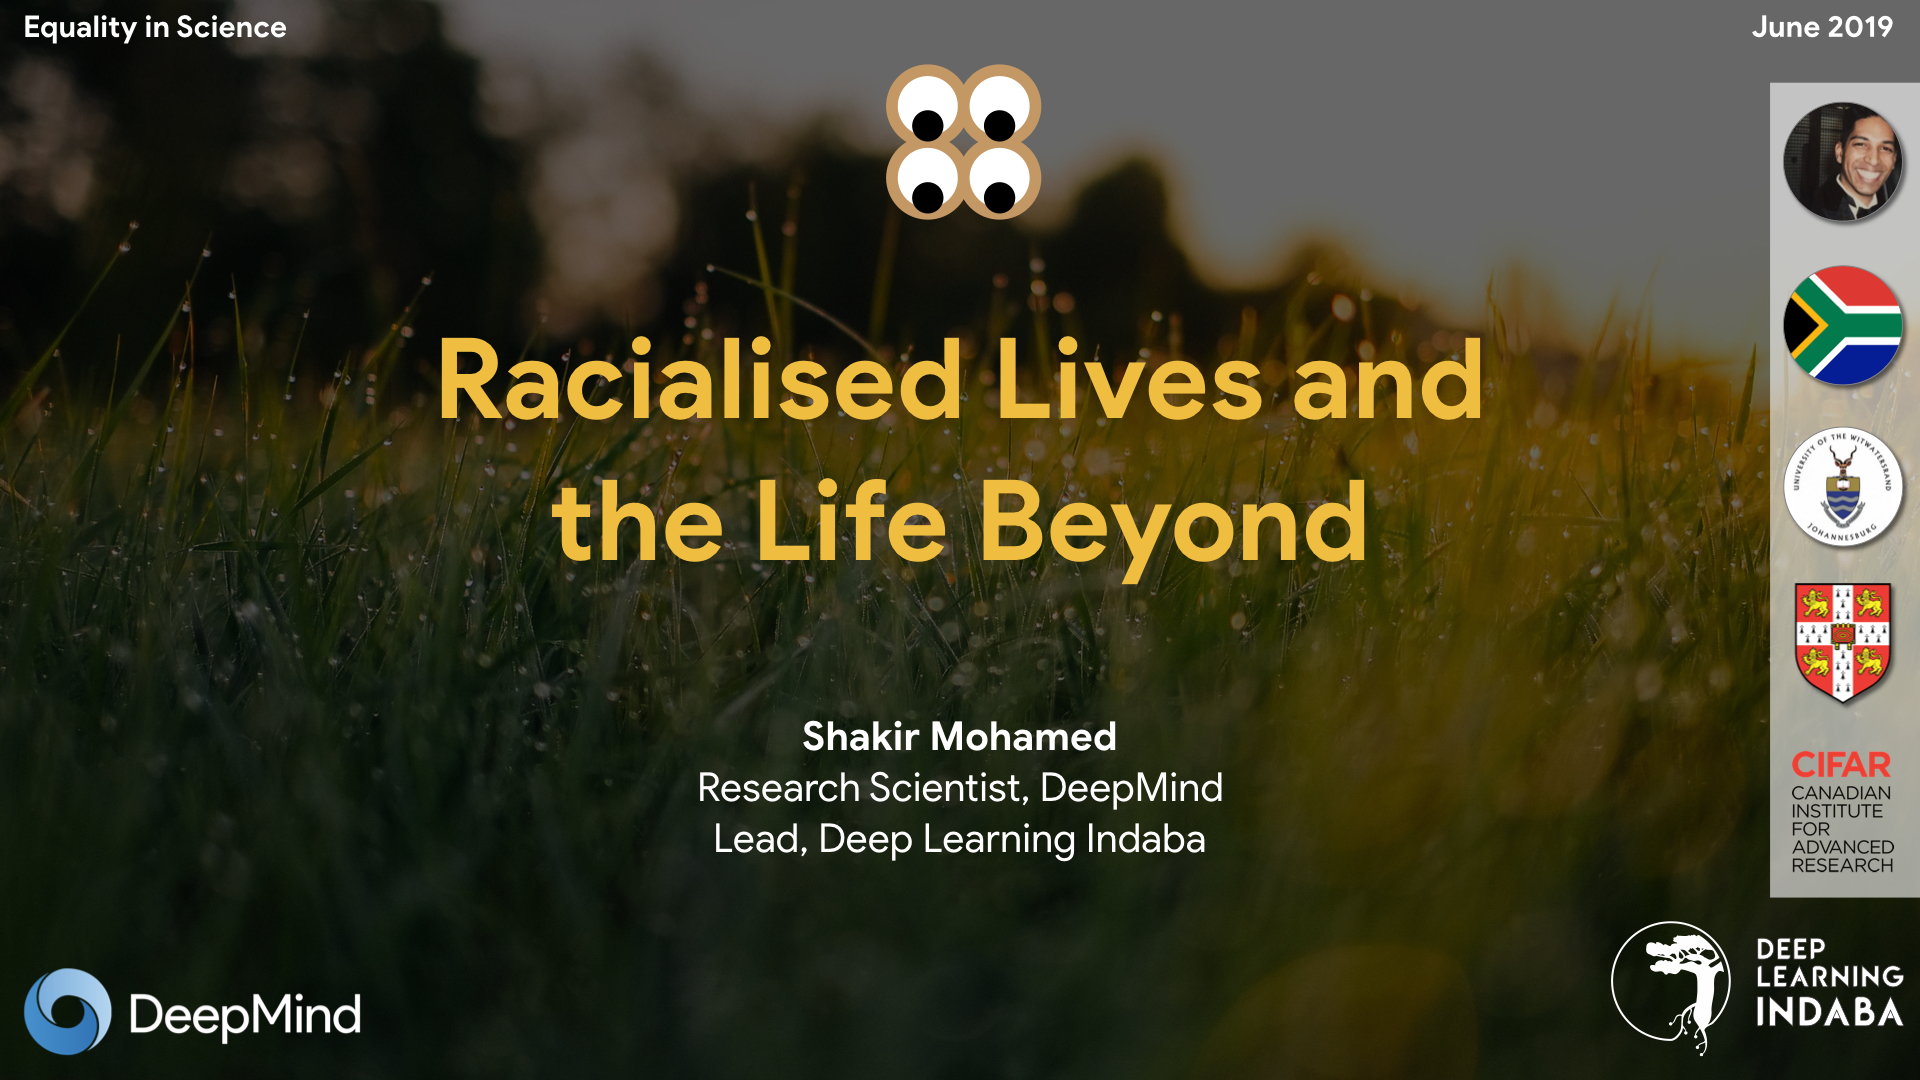 Equality in Science
June 2019
Racialised Lives and
the Life Beyond
Shakir Mohamed
Research Scientist, DeepMind
Lead, Deep Learning Indaba
UNIVERSITY OF THE WITWATERSRAND
JOHANNESBURG
CIFAR
CANADIAN
INSTITUTE
FOR
ADVANCED
RESEARCH
DeepMind
DEEP
LEARNING
INDABA